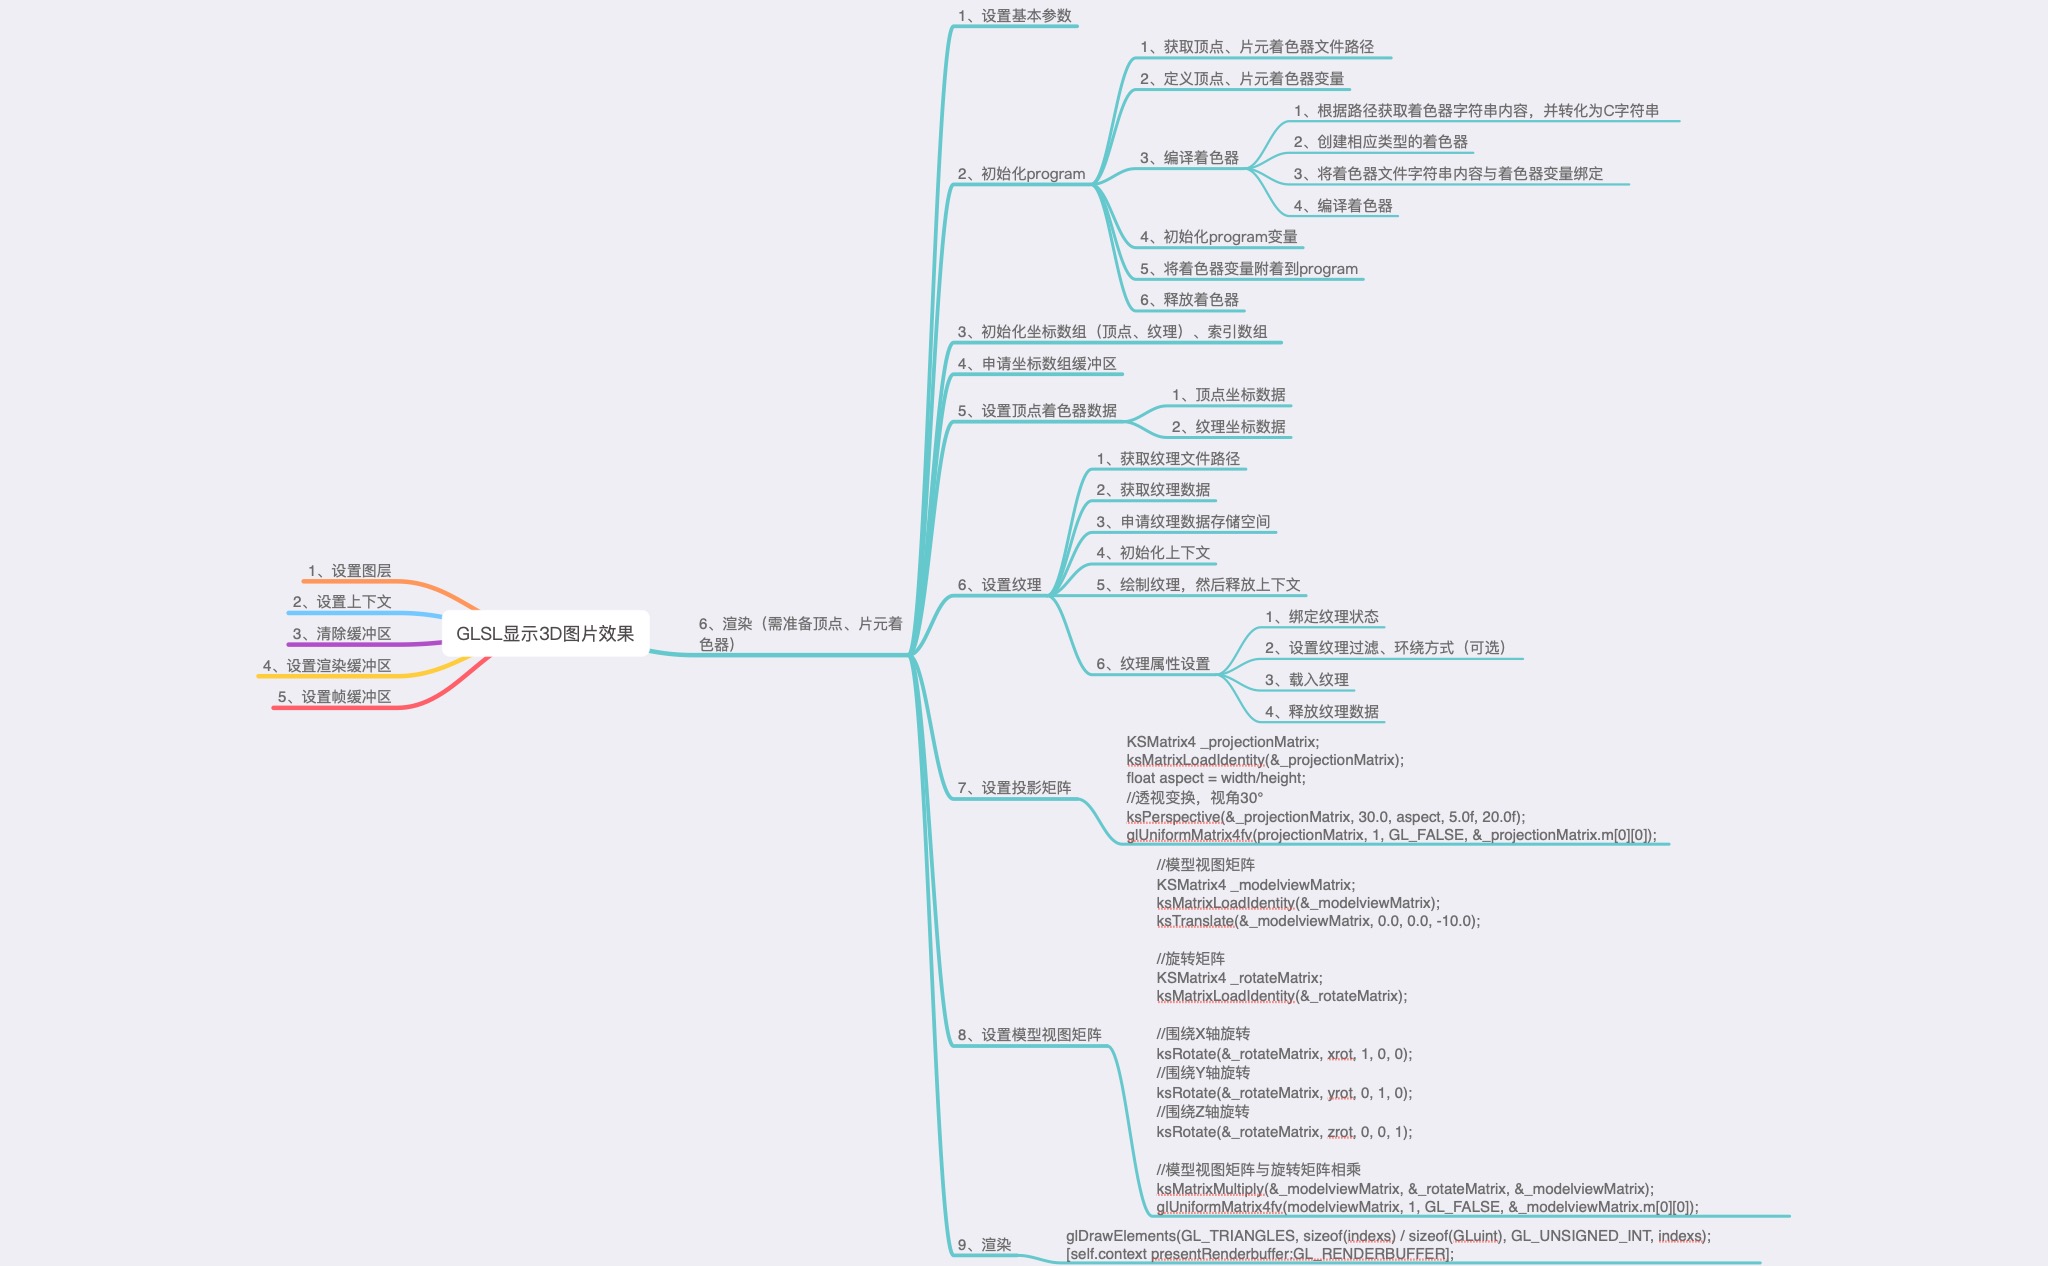 GLSL显示3D图片效果
1、设置图层
2、设置上下文
3、清除缓冲区
4、设置渲染缓冲区
5、设置帧缓冲区
6、渲染（需准备顶点、片元着
色器）
1、设置基本参数
2、初始化program
1、获取顶点、片元着色器文件路径
2、定义顶点、片元着色器变量
3、编译着色器
1、根据路径获取着色器字符串内容，并转化为C字符串
2、创建相应类型的着色器
3、将着色器文件字符串内容与着色器变量绑定
4、编译着色器
4、初始化program变量
5、将着色器变量附着到program
6、释放着色器
3、初始化坐标数组（顶点、纹理）、索引数组
4、申请坐标数组缓冲区
5、设置顶点着色器数据
1、顶点坐标数据
2、纹理坐标数据
6、设置纹理
1、获取纹理文件路径
2、获取纹理数据
3、申请纹理数据存储空间
4、初始化上下文
5、绘制纹理，然后释放上下文
6、纹理属性设置
1、绑定纹理状态
2、设置纹理过滤、环绕方式（可选）
3、载入纹理
4、释放纹理数据
7、设置投影矩阵
KSMatrix4 _projectionMatrix;
ksMatrixLoadIdentity(&_projectionMatrix);
float aspect = width/height;
//透视变换，视角30°
ksPerspective(&_projectionMatrix, 30.0, aspect, 5.0f, 20.0f);
glUniformMatrix4fv(projectionMatrix, 1, GL_FALSE, &_projectionMatrix.m[0][0]);
8、设置模型视图矩阵
//模型视图矩阵
KSMatrix4 _modelviewMatrix;
ksMatrixLoadIdentity(&_modelviewMatrix);
ksTranslate(&_modelviewMatrix, 0.0, 0.0, -10.0);
//旋转矩阵
KSMatrix4 _rotateMatrix;
ksMatrixLoadIdentity(&_rotateMatrix);
//围绕X轴旋转
ksRotate(&_rotateMatrix, xrot, 1, 0, 0);
//围绕Y轴旋转
ksRotate(&_rotateMatrix, yrot, 0, 1, 0);
//围绕Z轴旋转
ksRotate(&_rotateMatrix, zrot, 0, 0, 1);
//模型视图矩阵与旋转矩阵相乘
ksMatrixMultiply(&_modelviewMatrix, &_rotateMatrix, &_modelviewMatrix);
glUniformMatrix4fv(modelviewMatrix, 1, GL_FALSE, &_modelviewMatrix.m[0][0]);
9、渲染
glDrawElements(GL_TRIANGLES, sizeof(indexs) / sizeof(GLuint), GL_UNSIGNED_INT, indexs);
[self.context presentRenderbuffer:GL_RENDERBUFFER];